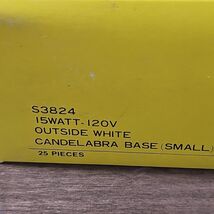 S3824
15WATT-120V
OUTSIDE WHITE
CANDELABRA BASE (SMALL)
25 PIECES